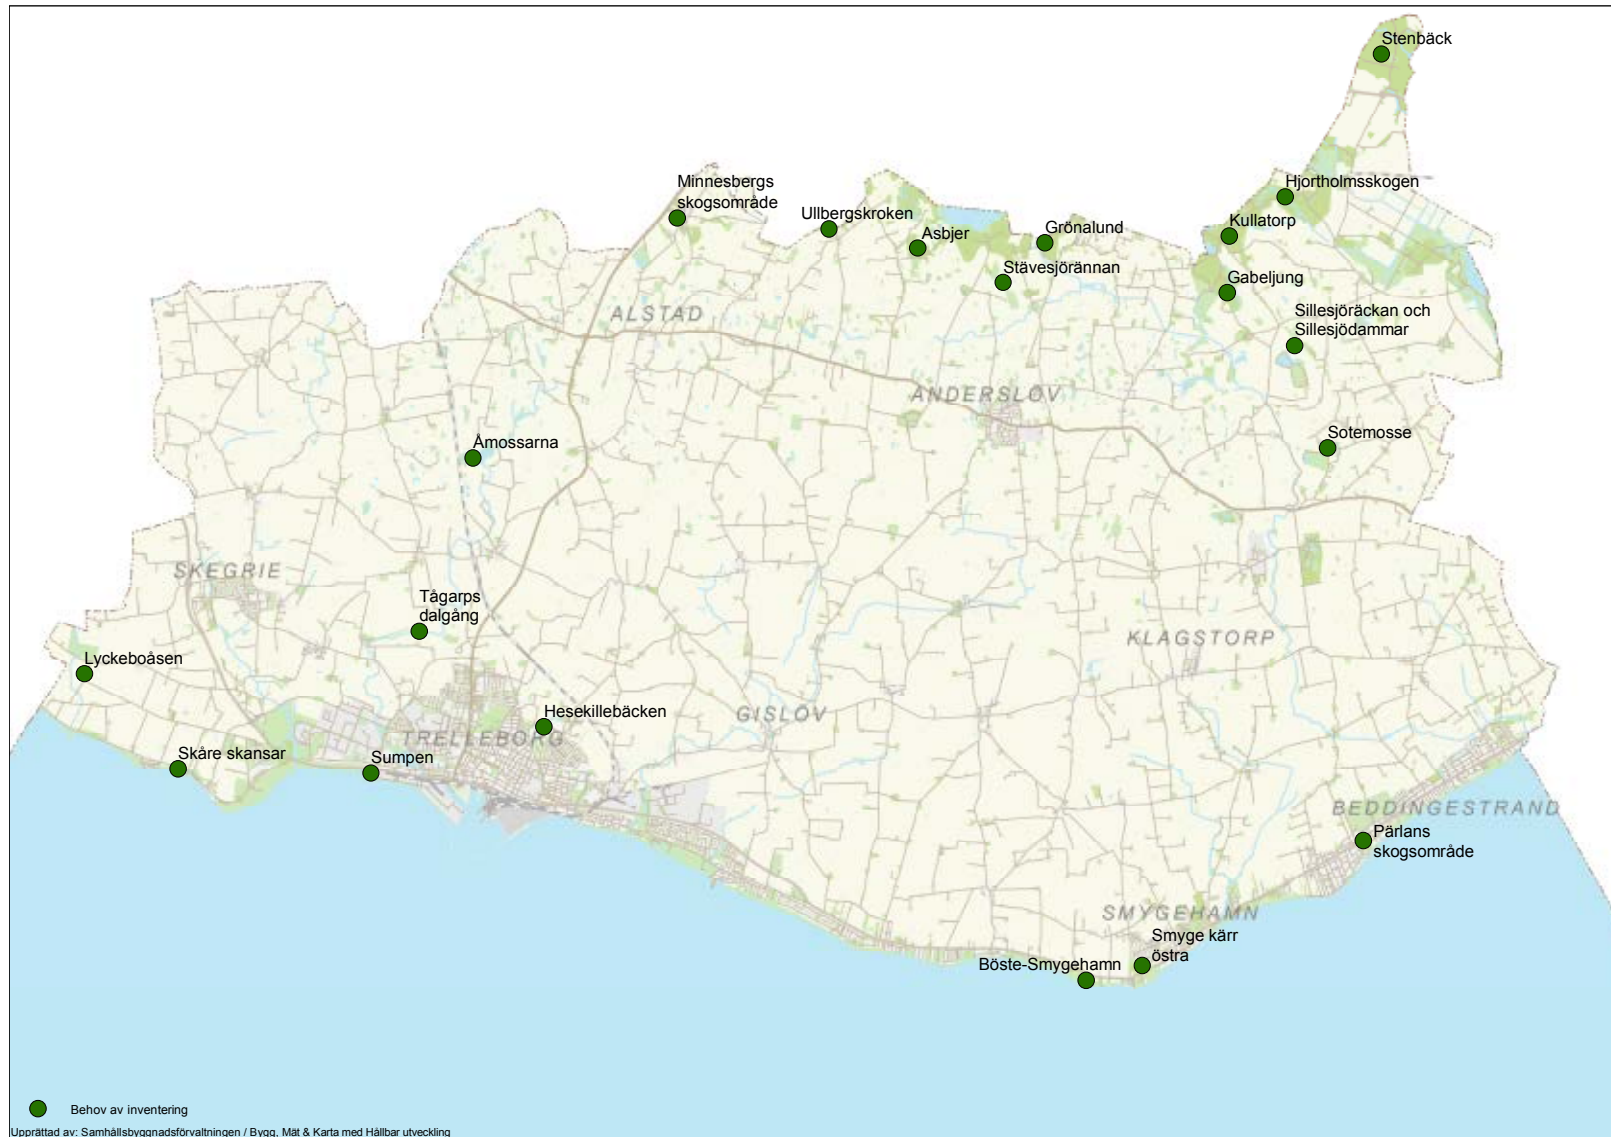 Stenbäck
Minnesbergs
skogsområde
Hjortholmsskogen
Ullbergskroken
Kullatorp
Asbjer
Grönalund
Stävesjörännan
Gabeljung
Sillesjöräckan och
Sillesjödammar
ALSTAD
ANDERSLÖV
Sotemosse
Åmossarna
SKEGRIE
Tågarps
dalgång
KLAGSTORP
Lyckeboåsen
Hesekillebäcken
GISLÖV
TRELLEBORG
Skåre skansar
Sumpen
BEDDINGESTRAND
Pärlans
skogsområde
SMYGEHAMN
Smyge kärr
östra
Böste-Smygehamn
Behov av inventering
Upprättad av: Samhällsbyggnadsförvaltningen / Bygg, Mät & Karta med Hållbar utveckling